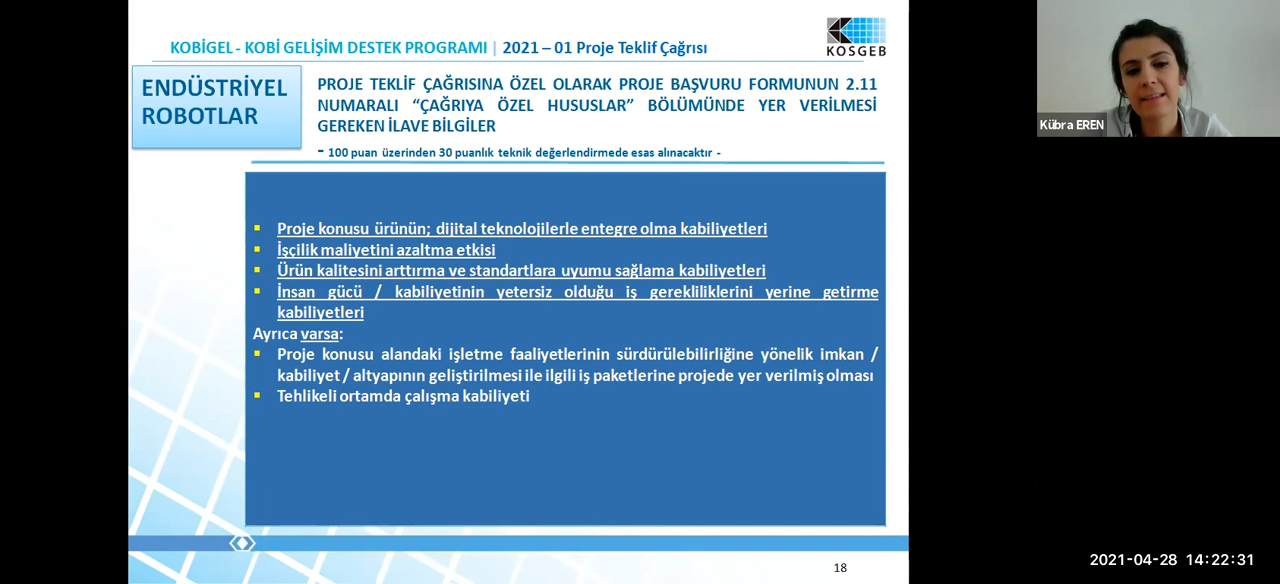 KOBİGEL - KOBİ GELİŞİM DESTEK PROGRAMI | 2021 – 01 Proje Teklif Çağrısı
KOSGEB
ENDÜSTRİYEL
ROBOTLAR
PROJE TEKLİF ÇAĞRISINA ÖZEL OLARAK PROJE BAŞVURU FORMUNUN 2.11
NUMARALI “ÇAĞRIYA ÖZEL HUSUSLAR” BÖLÜMÜNDE YER VERİLMESİ
GEREKEN İLAVE BİLGİLER
- 100 puan üzerinden 30 puanlık teknik değerlendirmede esas alınacaktır -
Proje konusu ürünün; dijital teknolojilerle entegre olma kabiliyetleri
İşçilik maliyetini azaltma etkisi
Ürün kalitesini arttırma ve standartlara uyumu sağlama kabiliyetleri
İnsan gücü / kabiliyetinin yetersiz olduğu iş gerekliliklerini yerine getirme
kabiliyetleri
Ayrıca varsa:
Proje konusu alandaki işletme faaliyetlerinin sürdürülebilirliğine yönelik imkan /
kabiliyet / altyapının geliştirilmesi ile ilgili iş paketlerine projede yer verilmiş olması
Tehlikeli ortamda çalışma kabiliyeti
18
Kübra EREN
2021-04-28 14:22:31